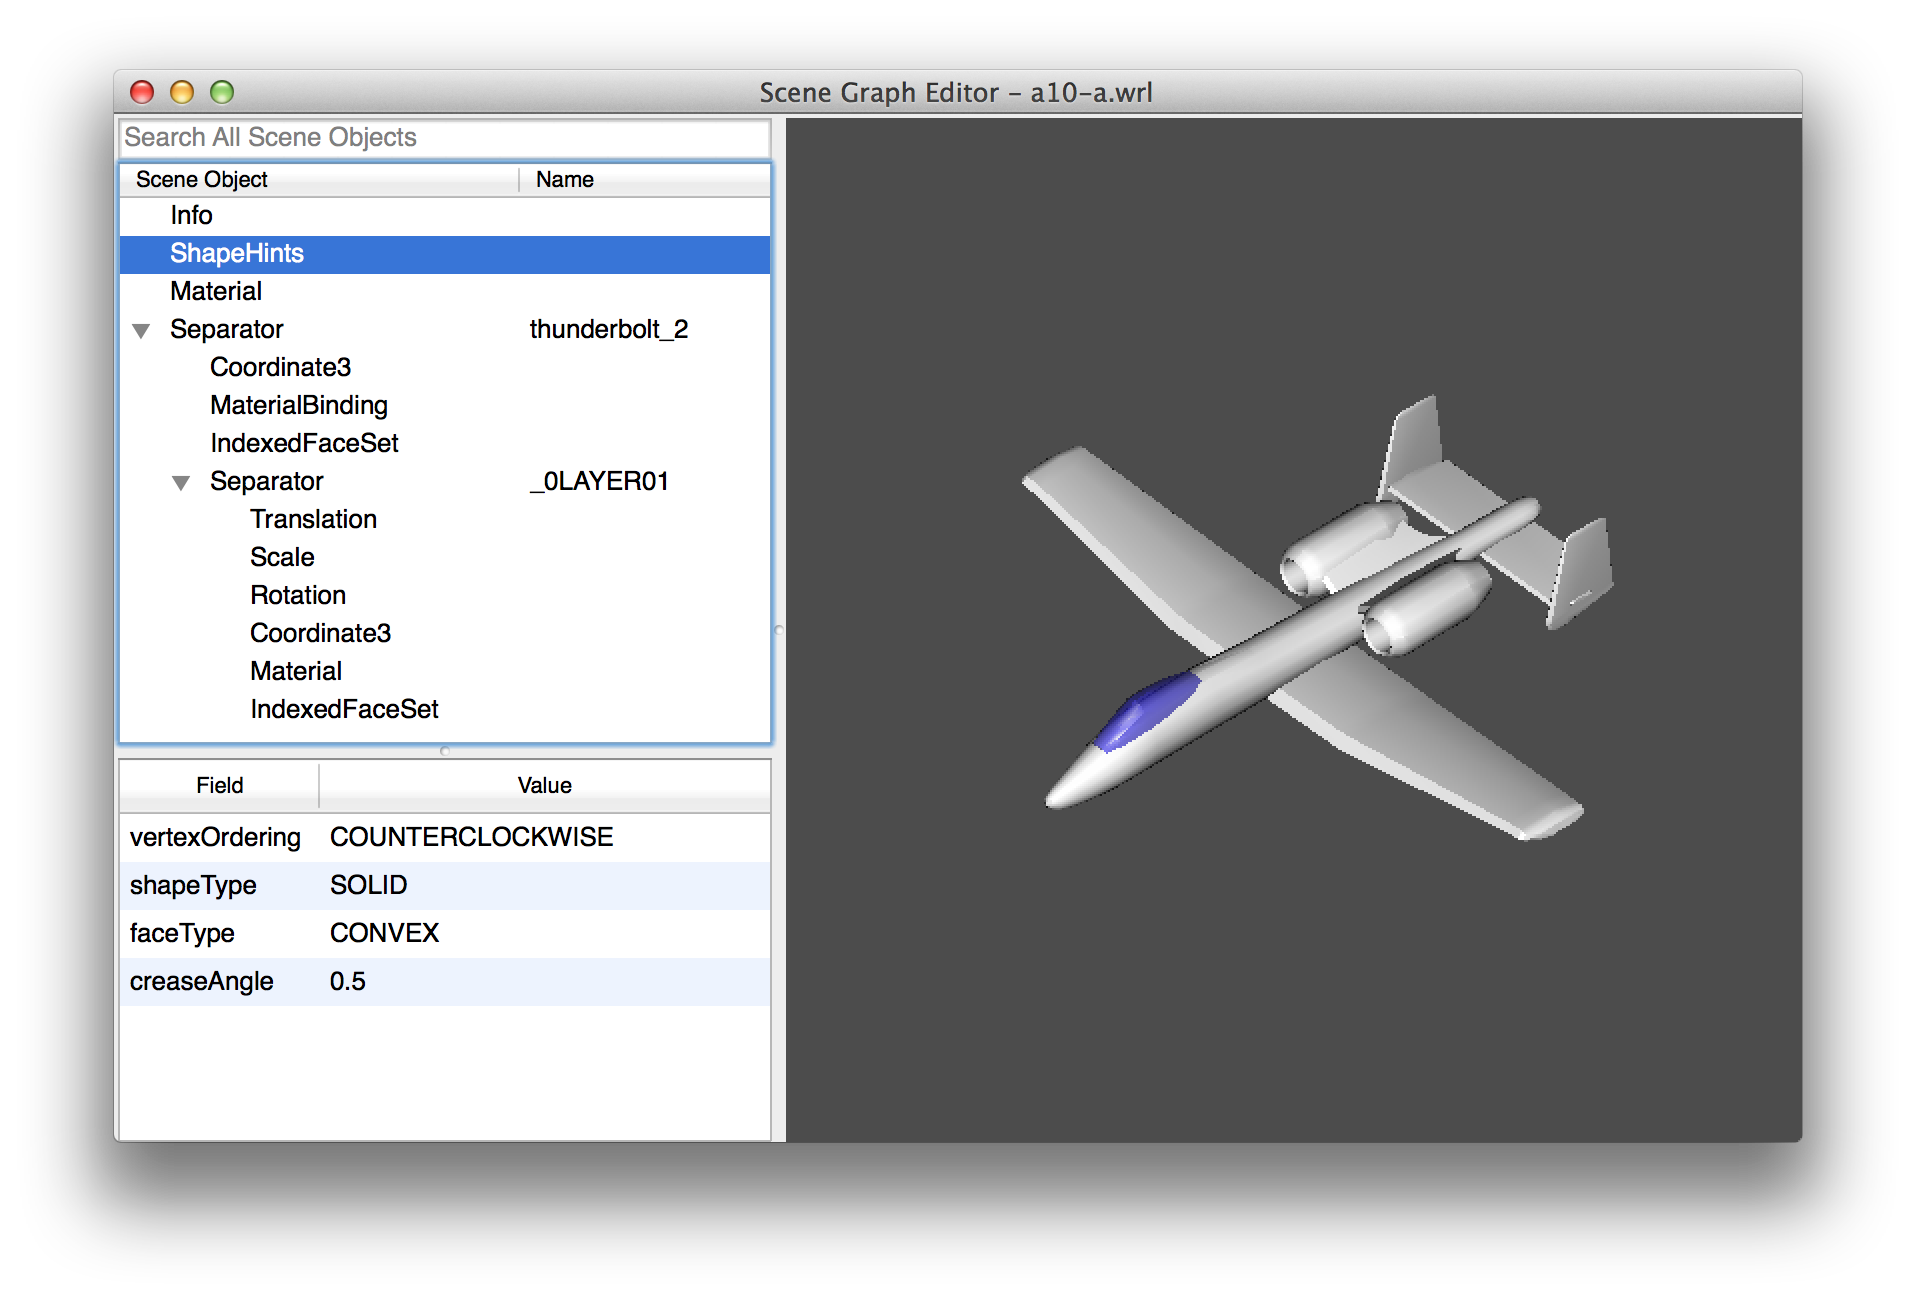 Scene Graph Editor – a10-a.wrl
Search All Scene Objects
Scene Object Name
Info
ShapeHints
Material
Separator thunderbolt_2
Coordinate3
MaterialBinding
IndexedFaceSet
Separator _0LAYER01
Translation
Scale
Rotation
Coordinate3
Material
IndexedFaceSet
Field Value
vertexOrdering COUNTERCLOCKWISE
shapeType SOLID
faceType CONVEX
creaseAngle 0.5